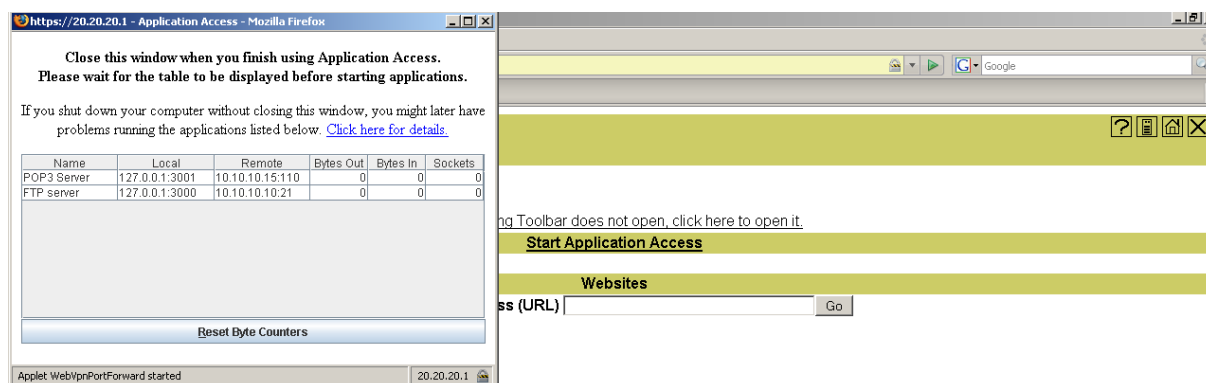 https://20.20.20.1 - Application Access - Mozilla Firefox
Close this window when you finish using Application Access.
Please wait for the table to be displayed before starting applications.
If you shut down your computer without closing this window, you might later have
problems running the applications listed below. Click here for details.
Name Local Remote Bytes Out Bytes In Sockets
POP3 Server 127.0.0.1:3001 10.10.10.15:110 0 0 0
FTP server 127.0.0.1:3000 10.10.10.10:21 0 0 0
Reset Byte Counters
Applet WebVpnPortForward started 20.20.20.1
G Google
?
ng Toolbar does not open, click here to open it.
Start Application Access
Websites
ss (URL) Go